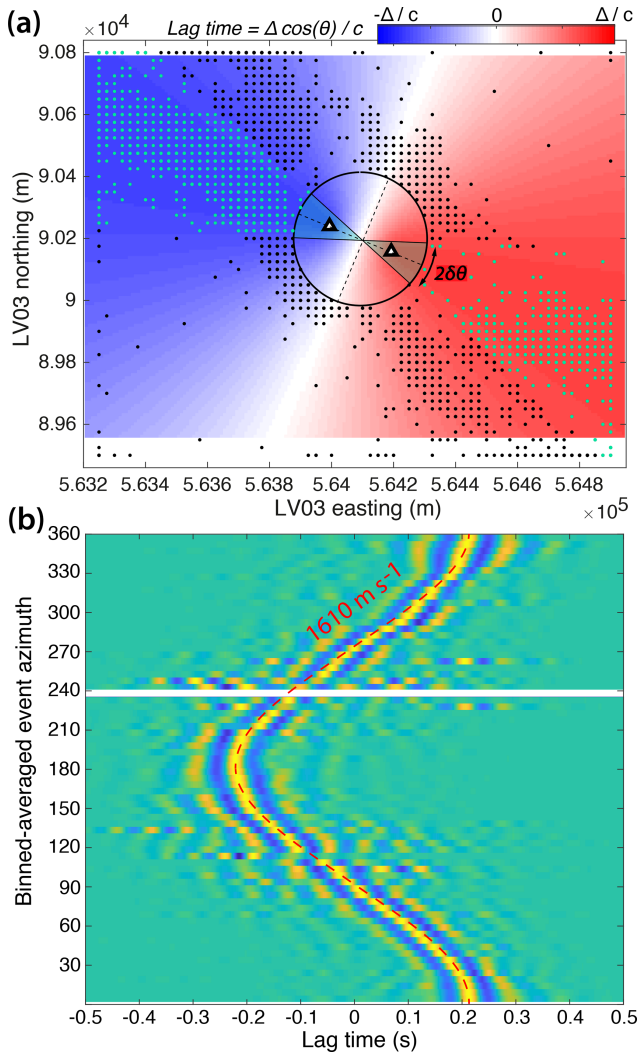 (a)
Lag time = Δ cos(θ) / c
-Δ / c 0 Δ / c
× 10⁴
9.08
9.06
9.04
9.02
9
8.98
8.96
LV03 northing (m)
2δθ
5.632 5.634 5.636 5.638 5.64 5.642 5.644 5.646 5.648
LV03 easting (m)
× 10⁵
(b)
360
330
300
270
240
210
180
150
120
90
60
30
Binned-averaged event azimuth
1610 m s⁻¹
-0.5 -0.4 -0.3 -0.2 -0.1 0 0.1 0.2 0.3 0.4 0.5
Lag time (s)